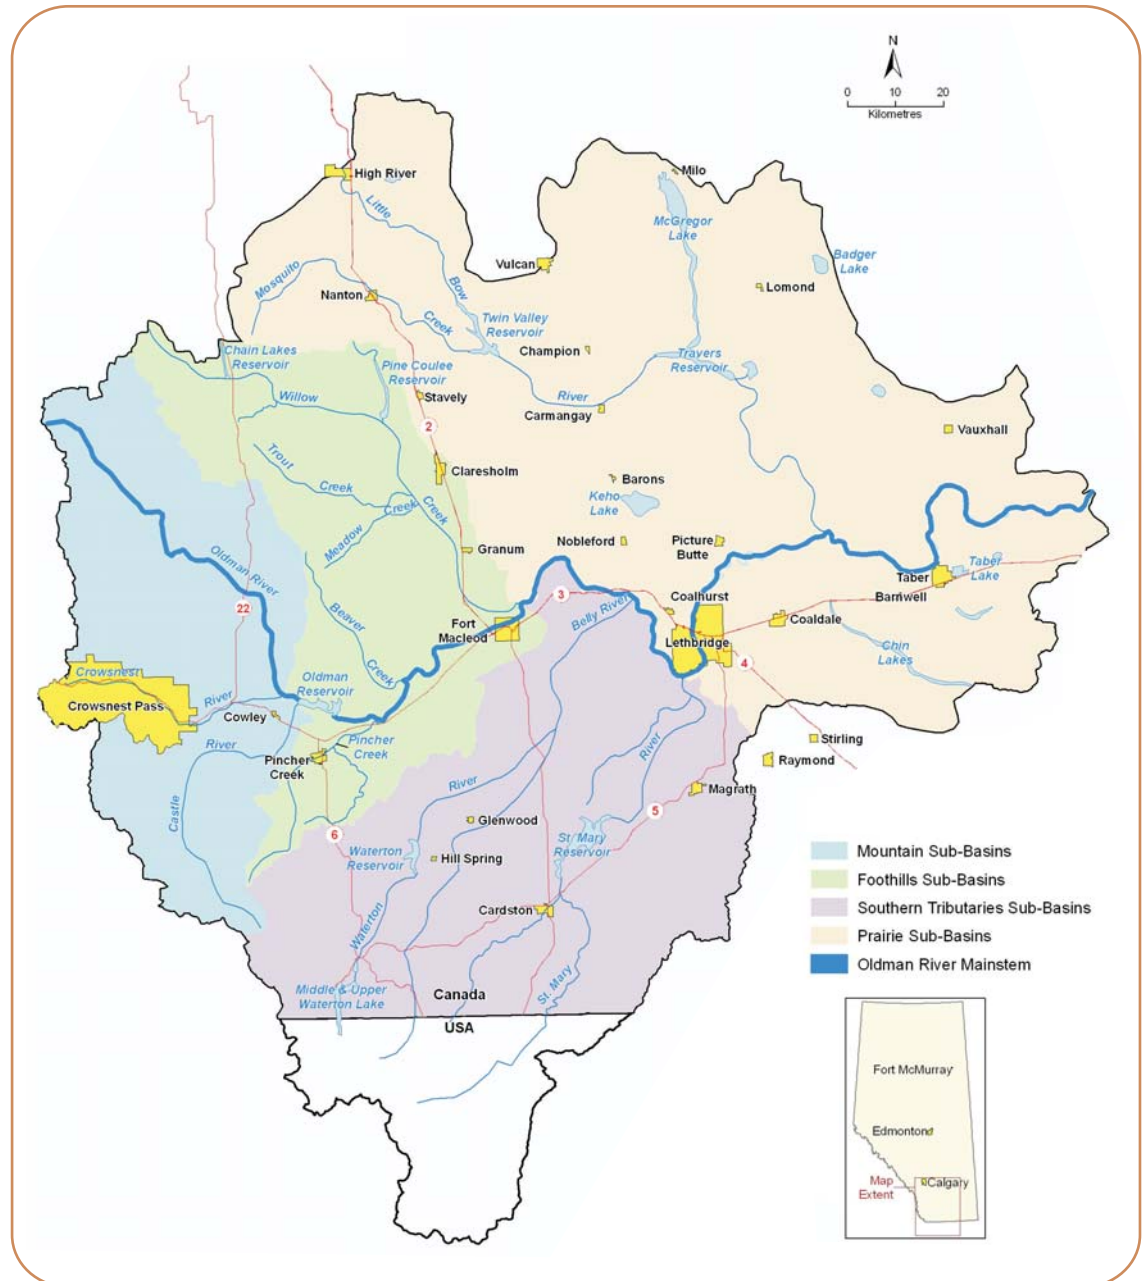 N
0 10 20
Kilometres
High River
Milo
Little
McGregor
Lake
Badger
Lake
Vulcan
Mosquito
Bow
Lomond
Nanton
Creek
Twin Valley
Reservoir
Chain Lakes
Reservoir
Champion
Travers
Reservoir
Pine Coulee
Reservoir
Willow
Stavely
River
Carmangay
2
Vauxhall
Trout
Creek
Claresholm
Barons
Keho
Lake
Creek
Creek
Meadow
Granum
Nobleford
Picture
Butte
Oldman River
Taber
Lake
Taber
Barnwell
22
Beaver
Creek
3
Belly River
Coalhurst
Fort
Macleod
Coaldale
Lethbridge
Chin
Lakes
4
Crowsnest
Crowsnest Pass
River
Oldman
Reservoir
Cowley
River
Pincher
Creek
Pincher
Creek
Castle
River
River
Stirling
Raymond
Magrath
5
6
Glenwood
St. Mary
Reservoir
Waterton
Reservoir
Hill Spring
Cardston
Waterton
St. Mary
Middle & Upper
Waterton Lake
Canada
USA
Mountain Sub-Basins
Foothills Sub-Basins
Southern Tributaries Sub-Basins
Prairie Sub-Basins
Oldman River Mainstem
Fort McMurray
Edmonton
Calgary
Map
Extent